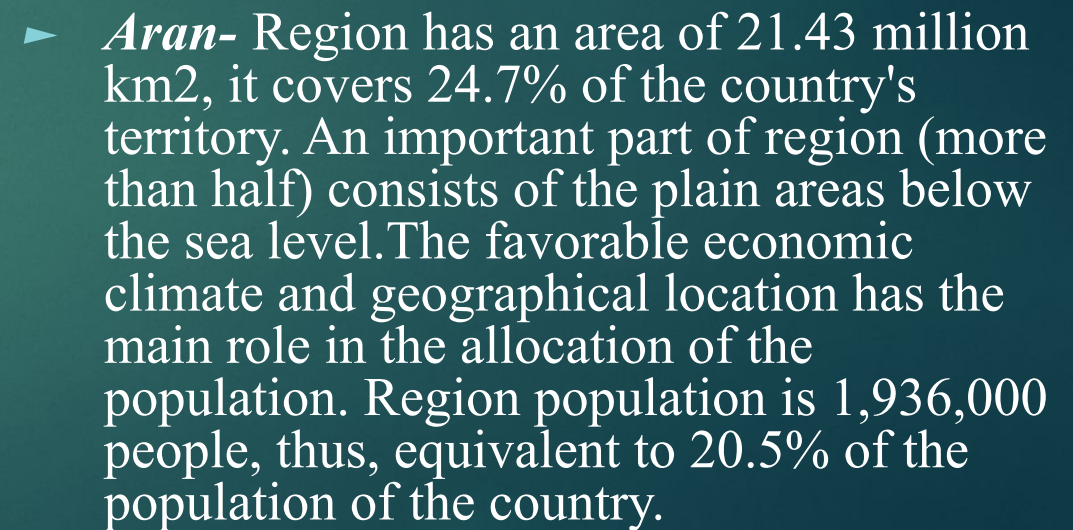 Aran- Region has an area of 21.43 million
km2, it covers 24.7% of the country's
territory. An important part of region (more
than half) consists of the plain areas below
the sea level.The favorable economic
climate and geographical location has the
main role in the allocation of the
population. Region population is 1,936,000
people, thus, equivalent to 20.5% of the
population of the country.